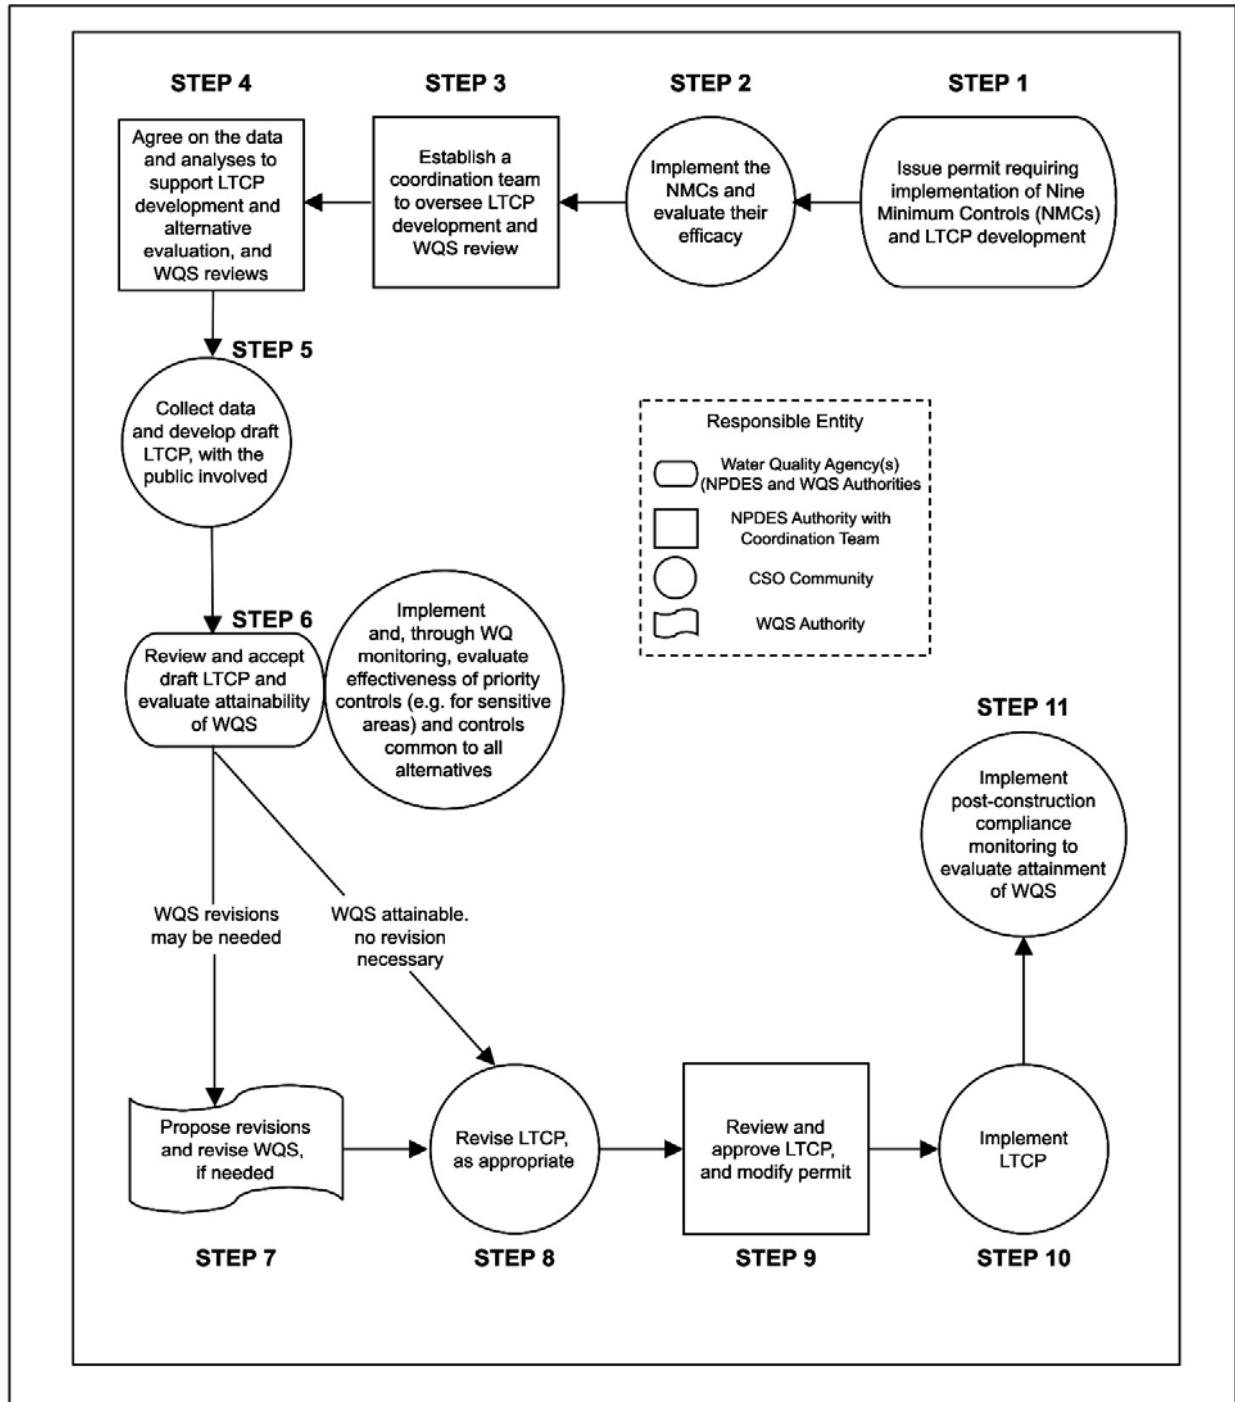 STEP 1
Issue permit requiring
implementation of Nine
Minimum Controls (NMCs)
and LTCP development
STEP 2
Implement the
NMCs and
evaluate their
efficacy
STEP 3
Establish a
coordination team
to oversee LTCP
development and
WQS review
STEP 4
Agree on the data
and analyses to
support LTCP
development and
alternative
evaluation, and
WQS reviews
STEP 5
Collect data
and develop draft
LTCP, with the
public involved
Responsible Entity
Water Quality Agency(s)
(NPDES and WQS Authorities
NPDES Authority with
Coordination Team
CSO Community
WQS Authority
STEP 6
Review and accept
draft LTCP and
evaluate attainability
of WQS
Implement
and, through WQ
monitoring, evaluate
effectiveness of priority
controls (e.g. for sensitive
areas) and controls
common to all
alternatives
WQS revisions
may be needed
WQS attainable.
no revision
necessary
Propose revisions
and revise WQS,
if needed
STEP 7
Revise LTCP,
as appropriate
STEP 8
Review and
approve LTCP,
and modify permit
STEP 9
Implement
LTCP
STEP 10
STEP 11
Implement
post-construction
compliance
monitoring to
evaluate attainment
of WQS